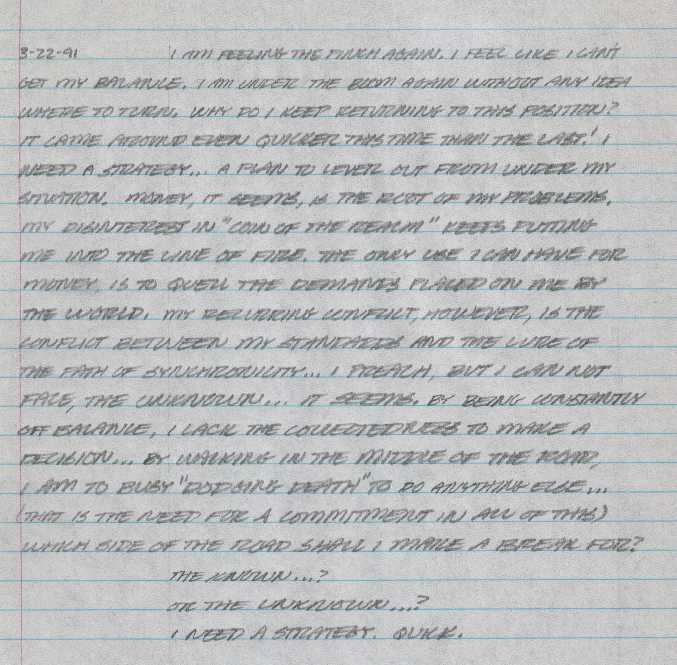 3-22-91 I AM FEELING THE PINCH AGAIN. I FEEL LIKE I CAN'T
GET MY BALANCE. I AM UNDER THE BOOM AGAIN WITHOUT ANY IDEA
WHERE TO TURN. WHY DO I KEEP RETURNING TO THIS POSITION?
IT CAME AROUND EVEN QUICKER THIS TIME THAN THE LAST! I
NEED A STRATEGY... A PLAN TO LEVER OUT FROM UNDER MY
SITUATION. MONEY, IT SEEMS, IS THE ROOT OF MY PROBLEMS.
MY DISINTEREST IN "COIN OF THE REALM" KEEPS PUTTING
ME INTO THE LINE OF FIRE. THE ONLY USE I CAN HAVE FOR
MONEY, IS TO QUELL THE DEMANDS PLACED ON ME BY
THE WORLD. MY RECURRING CONFLICT, HOWEVER, IS THE
CONFLICT BETWEEN MY STANDARDS AND THE LURE OF
THE PATH OF SYNCHRONICITY... I PREACH, BUT I CAN NOT
FACE, THE UNKNOWN... IT SEEMS. BY BEING CONSTANTLY
OFF BALANCE, I LACK THE COLLECTEDNESS TO MAKE A
DECISION... BY WALKING IN THE MIDDLE OF THE ROAD,
I AM TO BUSY "DODGING DEATH" TO DO ANYTHING ELSE...
(THAT IS THE NEED FOR A COMMITMENT IN ALL OF THIS)
WHICH SIDE OF THE ROAD SHALL I MAKE A BREAK FOR?
THE KNOWN...?
OR THE UNKNOWN...?
I NEED A STRATEGY. QUICK.